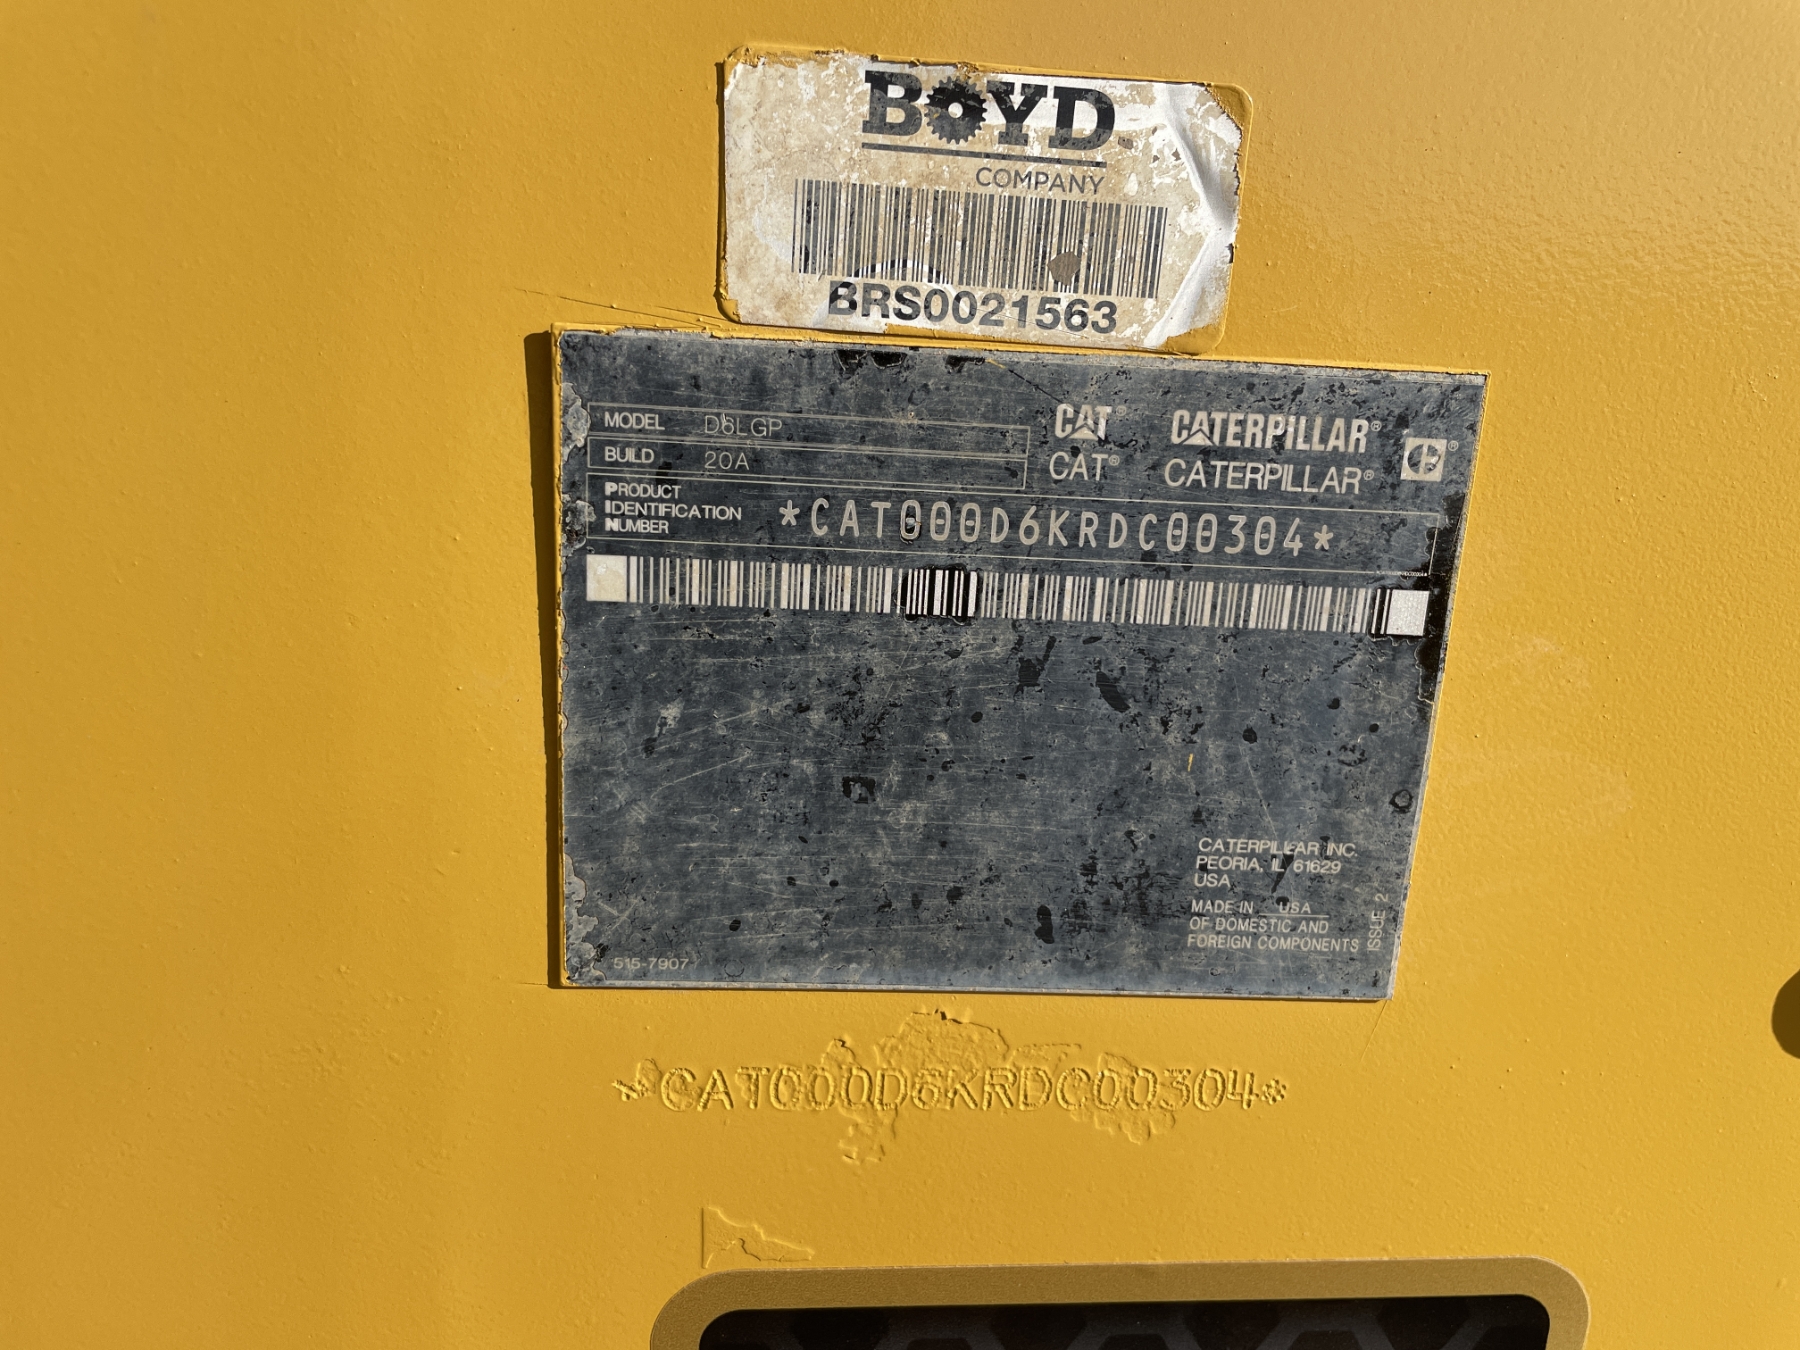 BOYD
COMPANY
BRS0021563
MODEL D6LGP
BUILD 20A
CAT® CATERPILLAR®
CAT® CATERPILLAR®
PRODUCT
IDENTIFICATION
NUMBER
*CAT000D6KRDC00304*
CATERPILLAR INC.
PEORIA, IL 61629
USA
MADE IN USA
OF DOMESTIC AND
FOREIGN COMPONENTS
ISSUE 2
515-7907
*CAT000D6KRDC00304*